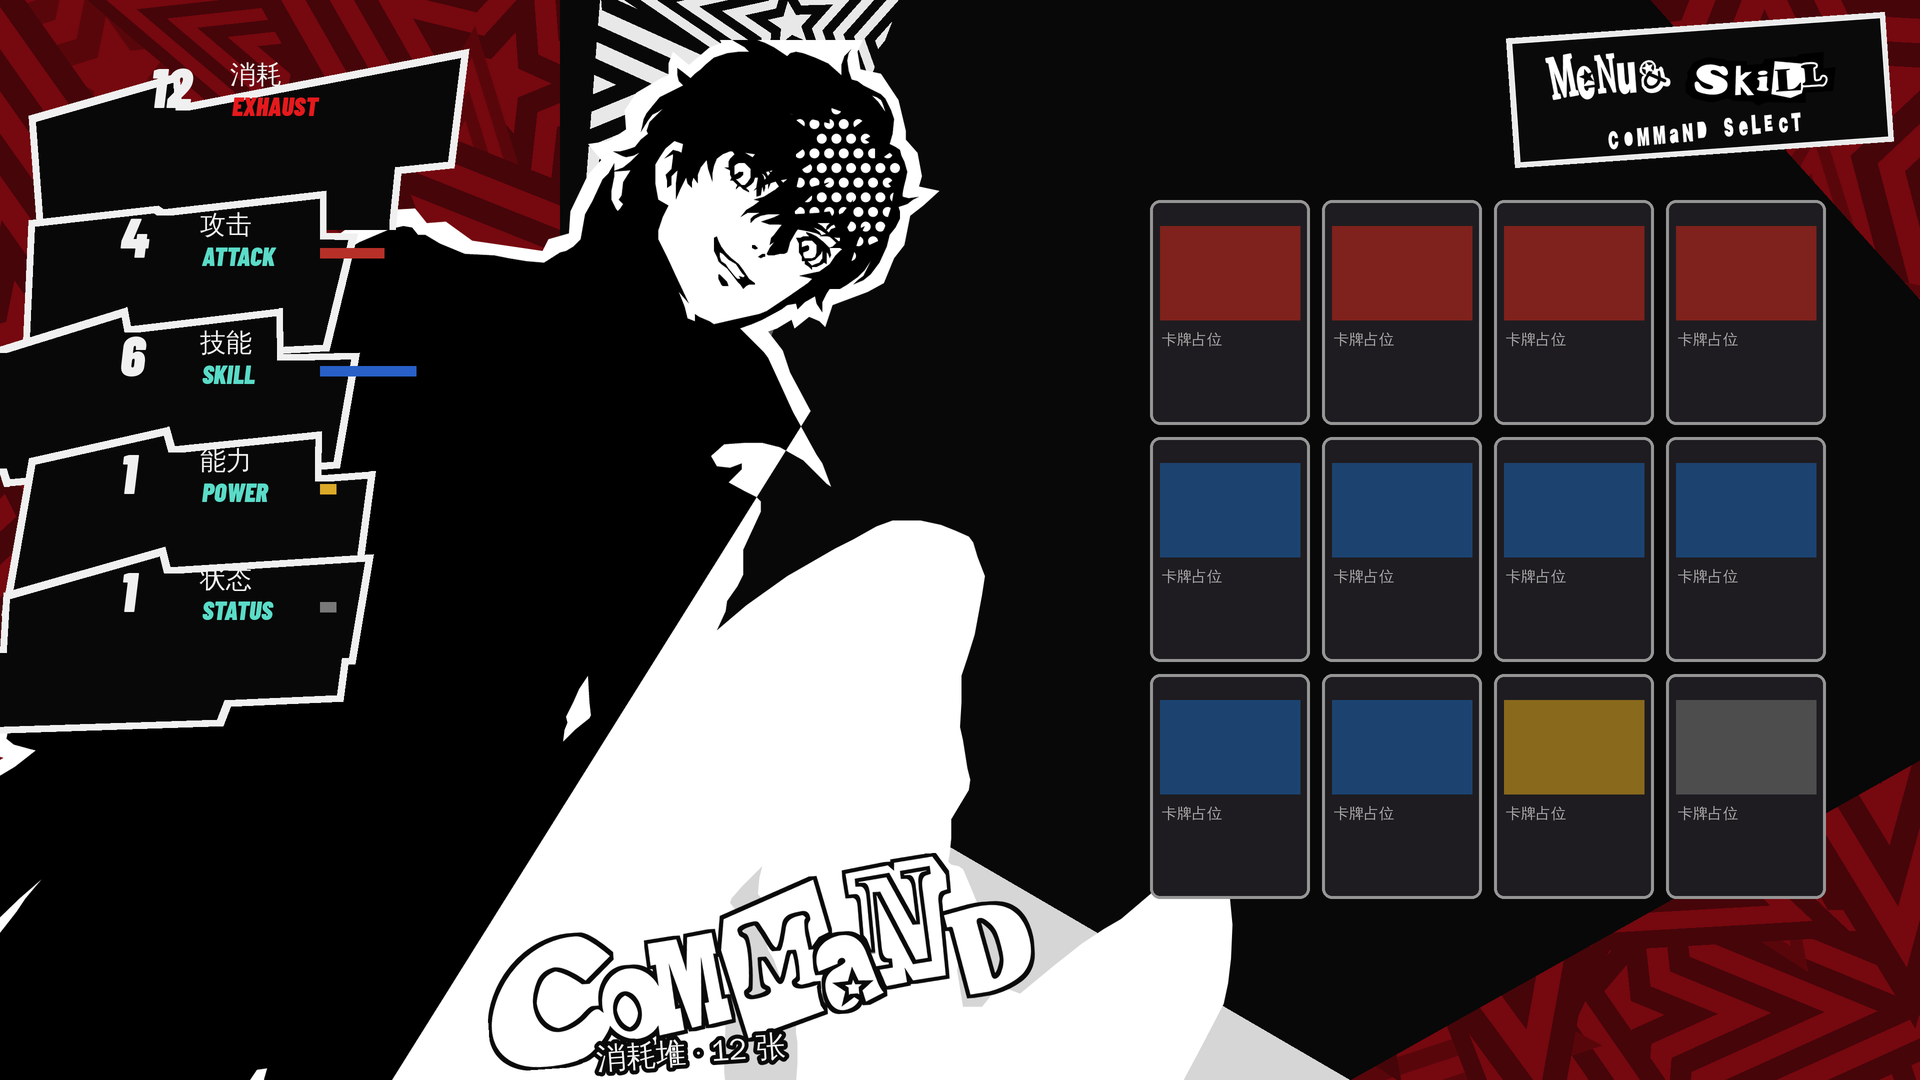 12 消耗
EXHAUST
4 攻击
ATTACK
6 技能
SKILL
1 能力
POWER
1 状态
STATUS
MeNu& SkiLL
CoMMaND SeLEcT
卡牌占位 卡牌占位 卡牌占位 卡牌占位
卡牌占位 卡牌占位 卡牌占位 卡牌占位
卡牌占位 卡牌占位 卡牌占位 卡牌占位
CoMMaND
消耗堆·12 张